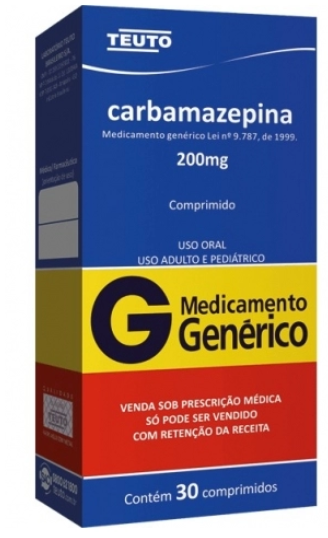 TEUTO
carbamazepina
Medicamento genérico Lei nº 9.787, de 1999.
200mg
Comprimido
USO ORAL
USO ADULTO E PEDIÁTRICO
G Medicamento
Genérico
VENDA SOB PRESCRIÇÃO MÉDICA
SÓ PODE SER VENDIDO
COM RETENÇÃO DA RECEITA
Contém 30 comprimidos
TEUTO